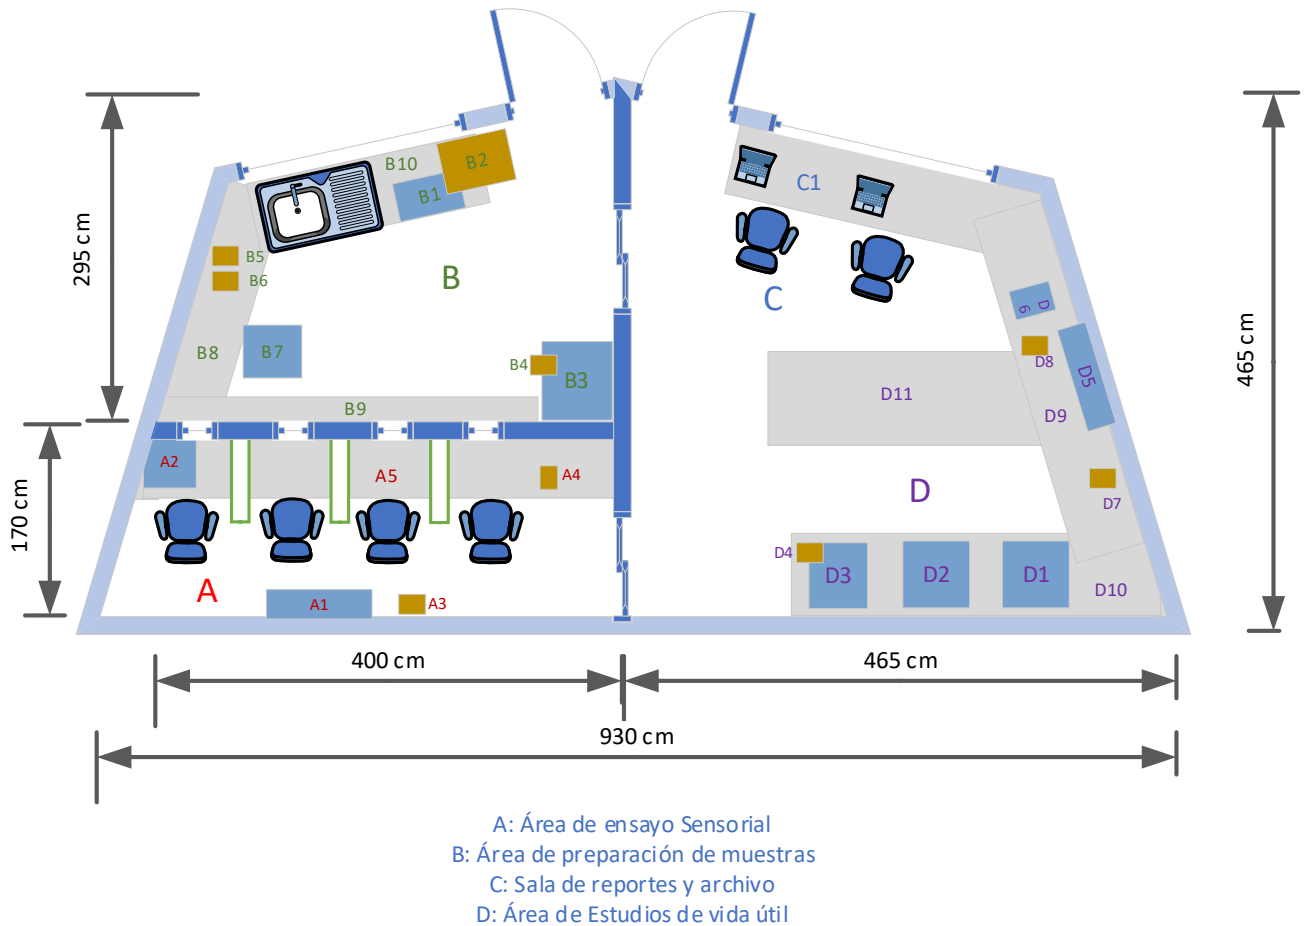 B10
B2
B1
C1
B5
B6
B
C
295 cm
465 cm
D6
B8
B7
B4
B3
D8
D5
D11
D9
B9
A2
A5
A4
D
D7
170 cm
D4
D3
D2
D1
D10
A
A1
A3
400 cm
465 cm
930 cm
A: Área de ensayo Sensorial
B: Área de preparación de muestras
C: Sala de reportes y archivo
D: Área de Estudios de vida útil